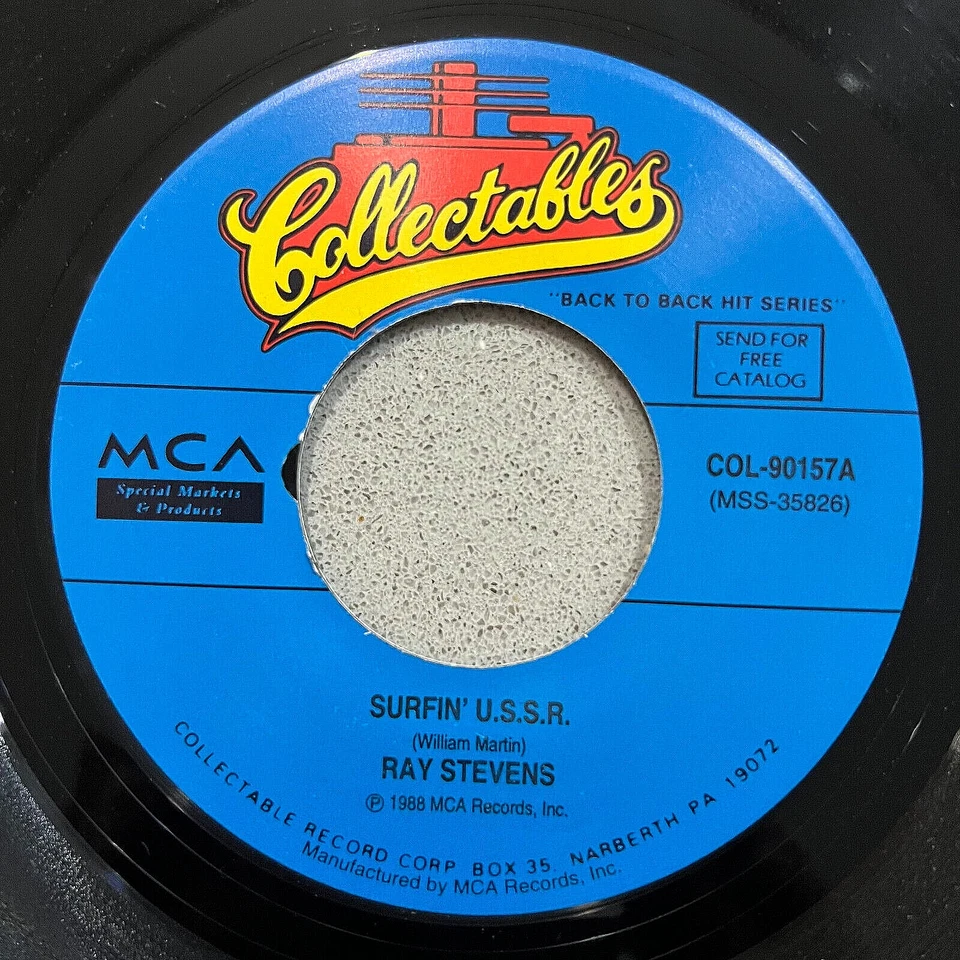 Collectables
"BACK TO BACK HIT SERIES"
SEND FOR
FREE
CATALOG
MCA
Special Markets
& Products
COL-90157A
(MSS-35826)
SURFIN' U.S.S.R.
(William Martin)
RAY STEVENS
℗ 1988 MCA Records, Inc.
COLLECTABLE RECORD CORP. BOX 35, NARBERTH PA 19072
Manufactured by MCA Records, Inc.